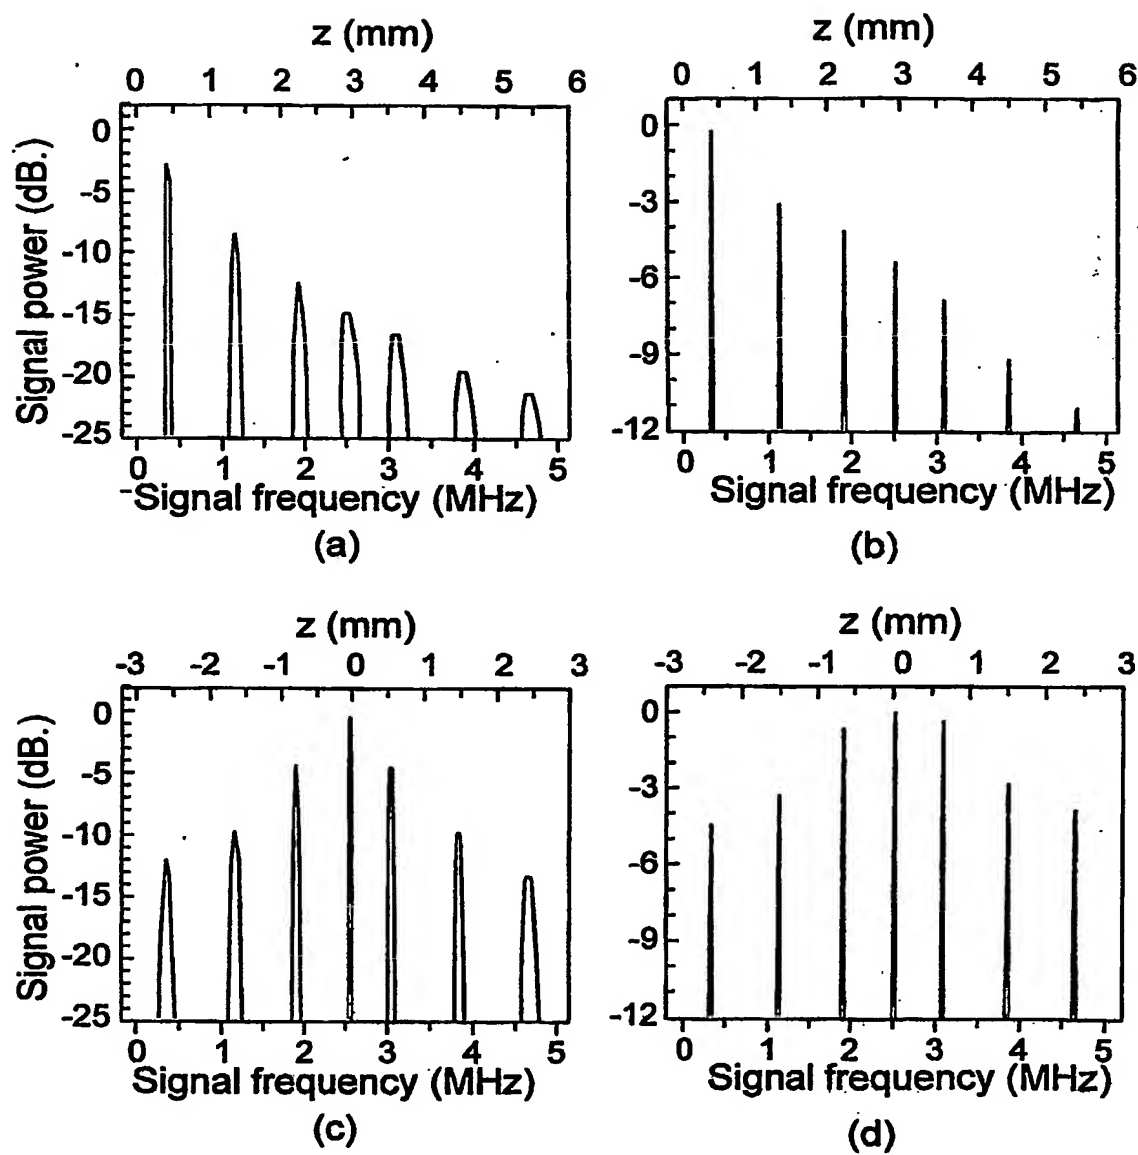 z (mm)
0 1 2 3 4 5 6
Signal power (dB.)
0
-5
-10
-15
-20
-25
0 1 2 3 4 5
Signal frequency (MHz)
(a)
z (mm)
0 1 2 3 4 5 6
0
-3
-6
-9
-12
0 1 2 3 4 5
Signal frequency (MHz)
(b)
z (mm)
-3 -2 -1 0 1 2 3
Signal power (dB.)
0
-5
-10
-15
-20
-25
0 1 2 3 4 5
Signal frequency (MHz)
(c)
z (mm)
-3 -2 -1 0 1 2 3
0
-3
-6
-9
-12
0 1 2 3 4 5
Signal frequency (MHz)
(d)